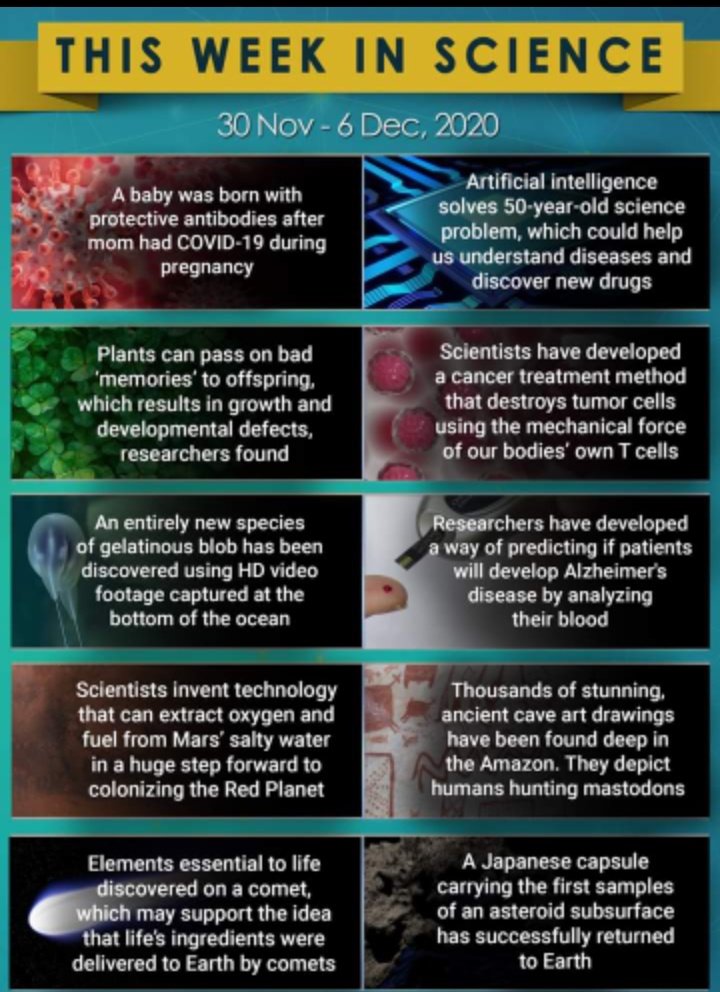 THIS WEEK IN SCIENCE
30 Nov - 6 Dec, 2020
A baby was born with
protective antibodies after
mom had COVID-19 during
pregnancy
Artificial intelligence
solves 50-year-old science
problem, which could help
us understand diseases and
discover new drugs
Plants can pass on bad
'memories' to offspring,
which results in growth and
developmental defects,
researchers found
Scientists have developed
a cancer treatment method
that destroys tumor cells
using the mechanical force
of our bodies' own T cells
An entirely new species
of gelatinous blob has been
discovered using HD video
footage captured at the
bottom of the ocean
Researchers have developed
a way of predicting if patients
will develop Alzheimer's
disease by analyzing
their blood
Scientists invent technology
that can extract oxygen and
fuel from Mars' salty water
in a huge step forward to
colonizing the Red Planet
Thousands of stunning,
ancient cave art drawings
have been found deep in
the Amazon. They depict
humans hunting mastodons
Elements essential to life
discovered on a comet,
which may support the idea
that life's ingredients were
delivered to Earth by comets
A Japanese capsule
carrying the first samples
of an asteroid subsurface
has successfully returned
to Earth